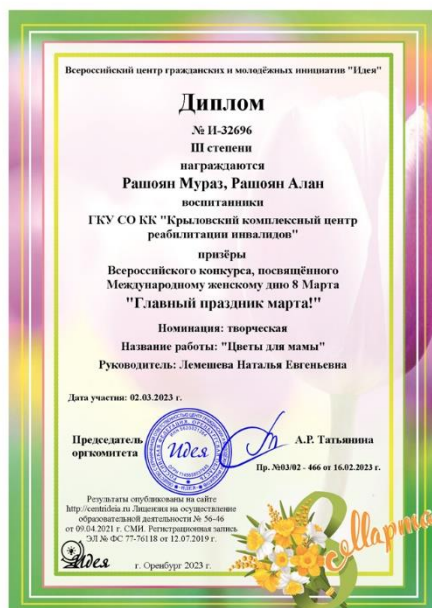 Всероссийский центр гражданских и молодёжных инициатив "Идея"
Диплом
№ И-32696
III степени
награждаются
Рашоян Мураз, Рашоян Алан
воспитанники
ГКУ СО КК "Крыловский комплексный центр
реабилитации инвалидов"
призёры
Всероссийского конкурса, посвящённого
Международному женскому дню 8 Марта
"Главный праздник марта!"
Номинация: творческая
Название работы: "Цветы для мамы"
Руководитель: Лемешева Наталья Евгеньевна
Дата участия: 02.03.2023 г.
Председатель
оргкомитета
Идея
А.Р. Татьянина
Пр. №03/02 - 466 от 16.02.2023 г.
Результаты опубликованы на сайте
http://centideia.ru Лицензия на осуществление
образовательной деятельности № 56-46
от 09.04.2021 г. СМИ. Регистрационная запись
ЭЛ № ФС 77-76118 от 12.07.2019 г.
Идея
г. Оренбург 2023 г.
8 Марта